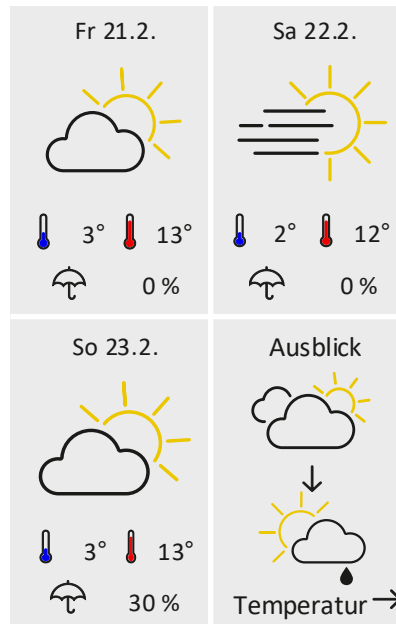 Fr 21.2.
3° 13°
0 %
Sa 22.2.
2° 12°
0 %
So 23.2.
3° 13°
30 %
Ausblick
Temperatur